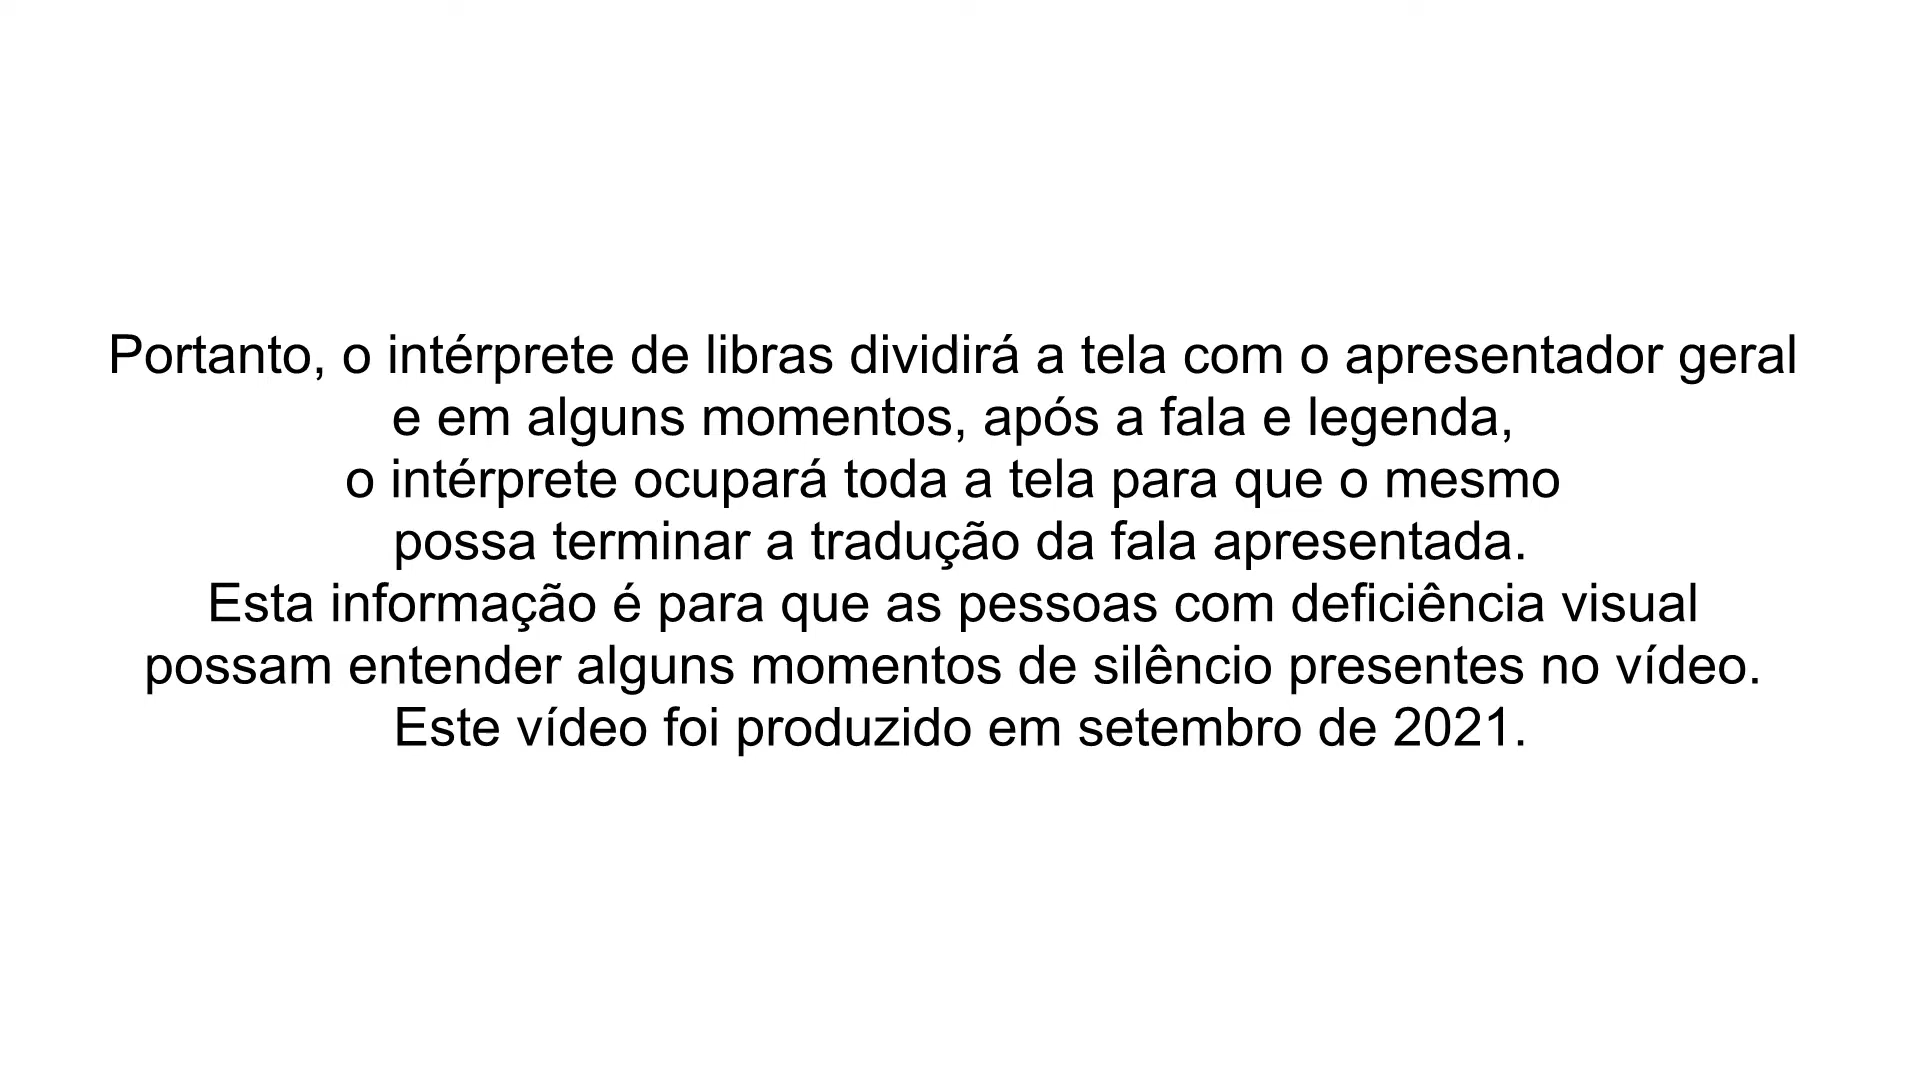 Portanto, o intérprete de libras dividirá a tela com o apresentador geral
e em alguns momentos, após a fala e legenda,
o intérprete ocupará toda a tela para que o mesmo
possa terminar a tradução da fala apresentada.
Esta informação é para que as pessoas com deficiência visual
possam entender alguns momentos de silêncio presentes no vídeo.
Este vídeo foi produzido em setembro de 2021.